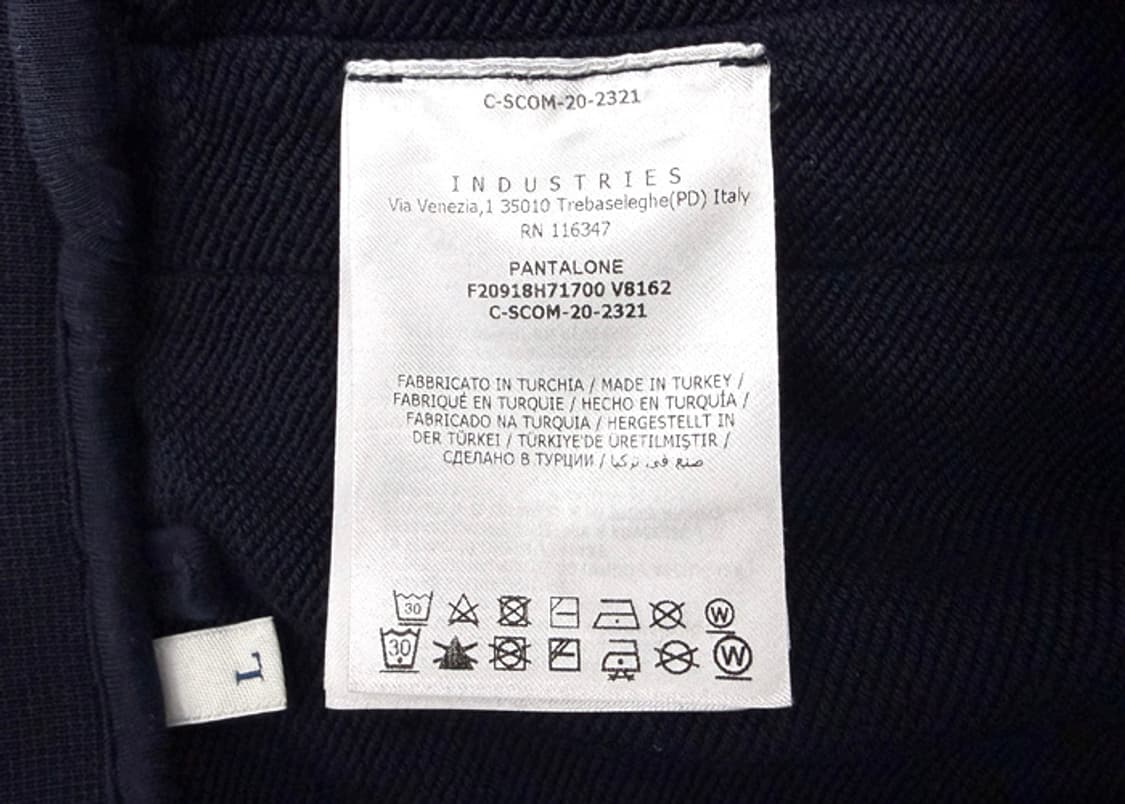 C-SCOM-20-2321
INDUSTRIES
Via Venezia,1 35010 Trebaseleghe(PD) Italy
RN 116347
PANTALONE
F20918H71700 V8162
C-SCOM-20-2321
FABBRICATO IN TURCHIA / MADE IN TURKEY /
FABRIQUÉ EN TURQUIE / HECHO EN TURQUÍA /
FABRICADO NA TURQUIA / HERGESTELLT IN
DER TÜRKEI / TÜRKİYE'DE ÜRETILMIŞTIR /
СДЕЛАНО В ТУРЦИИ / صنع في تركيا
30 W
30 W
L